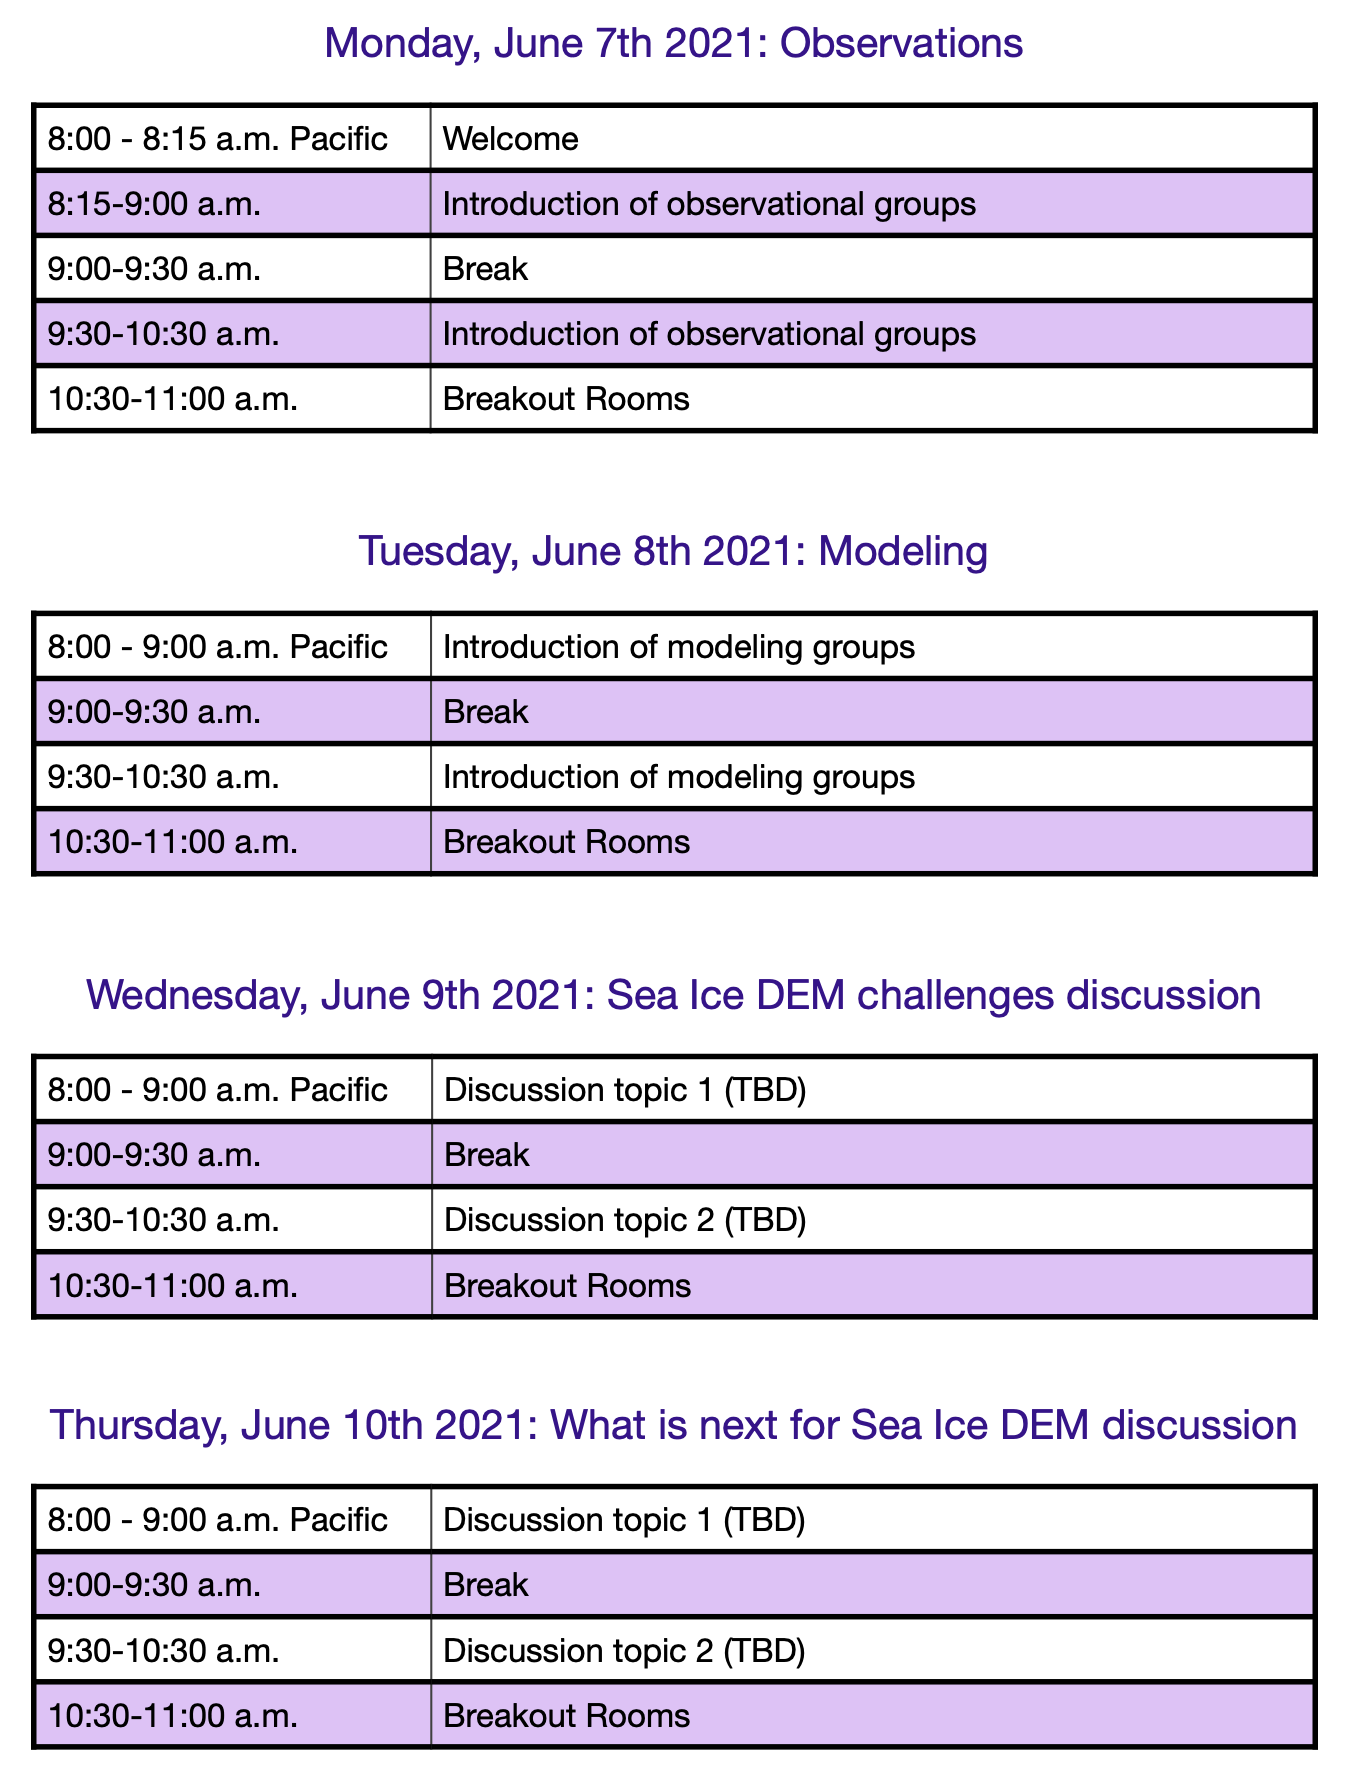 Monday, June 7th 2021: Observations
8:00 - 8:15 a.m. Pacific Welcome
8:15-9:00 a.m. Introduction of observational groups
9:00-9:30 a.m. Break
9:30-10:30 a.m. Introduction of observational groups
10:30-11:00 a.m. Breakout Rooms
Tuesday, June 8th 2021: Modeling
8:00 - 9:00 a.m. Pacific Introduction of modeling groups
9:00-9:30 a.m. Break
9:30-10:30 a.m. Introduction of modeling groups
10:30-11:00 a.m. Breakout Rooms
Wednesday, June 9th 2021: Sea Ice DEM challenges discussion
8:00 - 9:00 a.m. Pacific Discussion topic 1 (TBD)
9:00-9:30 a.m. Break
9:30-10:30 a.m. Discussion topic 2 (TBD)
10:30-11:00 a.m. Breakout Rooms
Thursday, June 10th 2021: What is next for Sea Ice DEM discussion
8:00 - 9:00 a.m. Pacific Discussion topic 1 (TBD)
9:00-9:30 a.m. Break
9:30-10:30 a.m. Discussion topic 2 (TBD)
10:30-11:00 a.m. Breakout Rooms